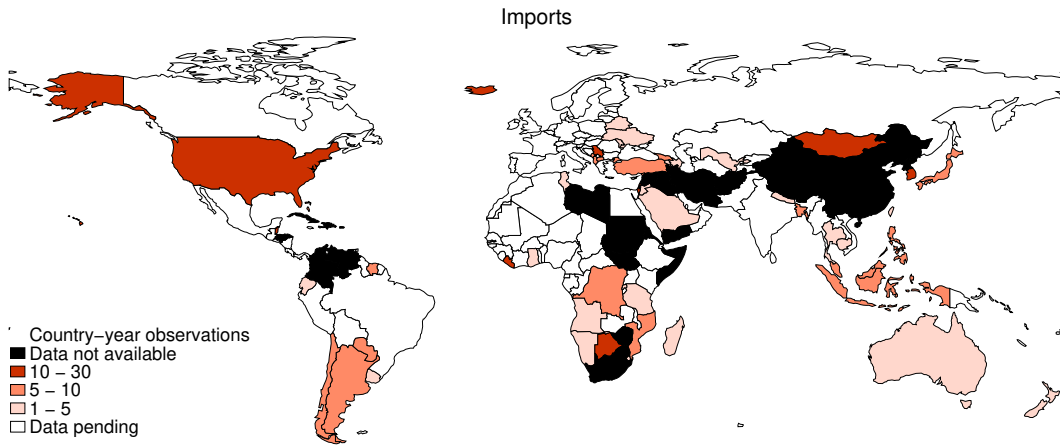 Imports
Country−year observations
Data not available
10 − 30
5 − 10
1 − 5
Data pending